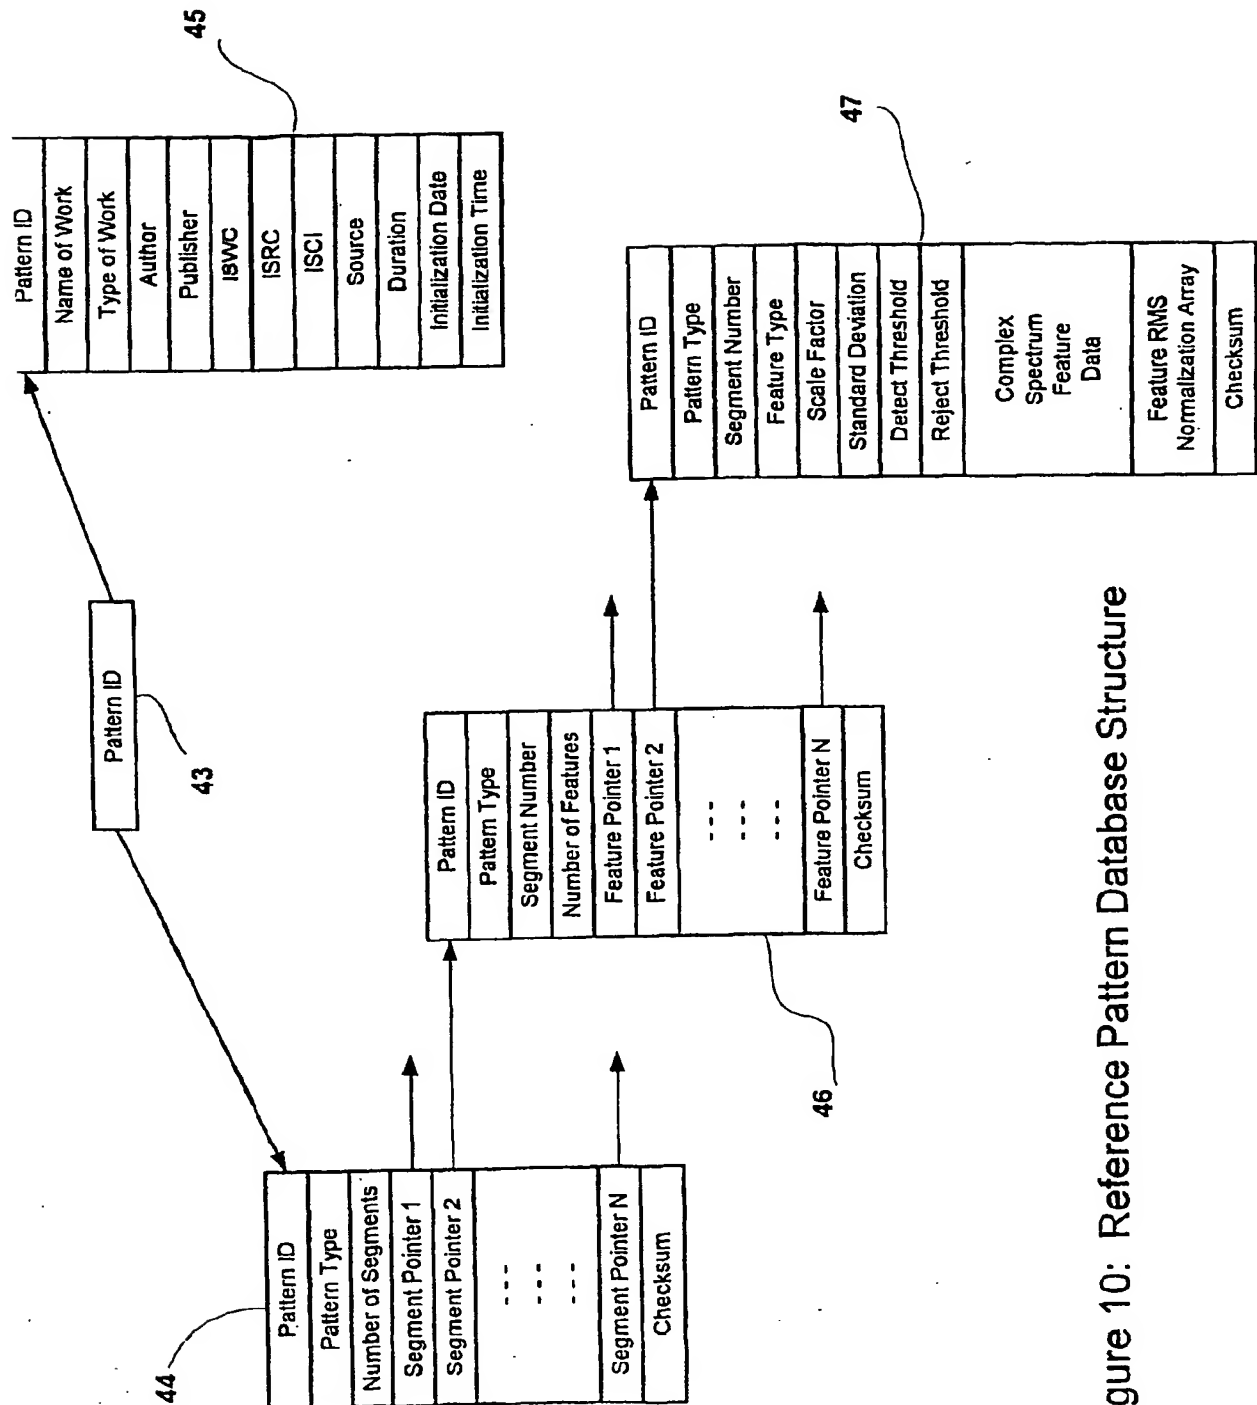 Pattern ID
43
44
Pattern ID
Pattern Type
Number of Segments
Segment Pointer 1
Segment Pointer 2
---
---
---
Segment Pointer N
Checksum
45
Pattern ID
Name of Work
Type of Work
Author
Publisher
ISWC
ISRC
ISCI
Source
Duration
Initialization Date
Initialization Time
46
Pattern ID
Pattern Type
Segment Number
Number of Features
Feature Pointer 1
Feature Pointer 2
---
---
---
Feature Pointer N
Checksum
47
Pattern ID
Pattern Type
Segment Number
Feature Type
Scale Factor
Standard Deviation
Detect Threshold
Reject Threshold
Complex
Spectrum
Feature
Data
Feature RMS
Normalization Array
Checksum
gure 10: Reference Pattern Database Structure